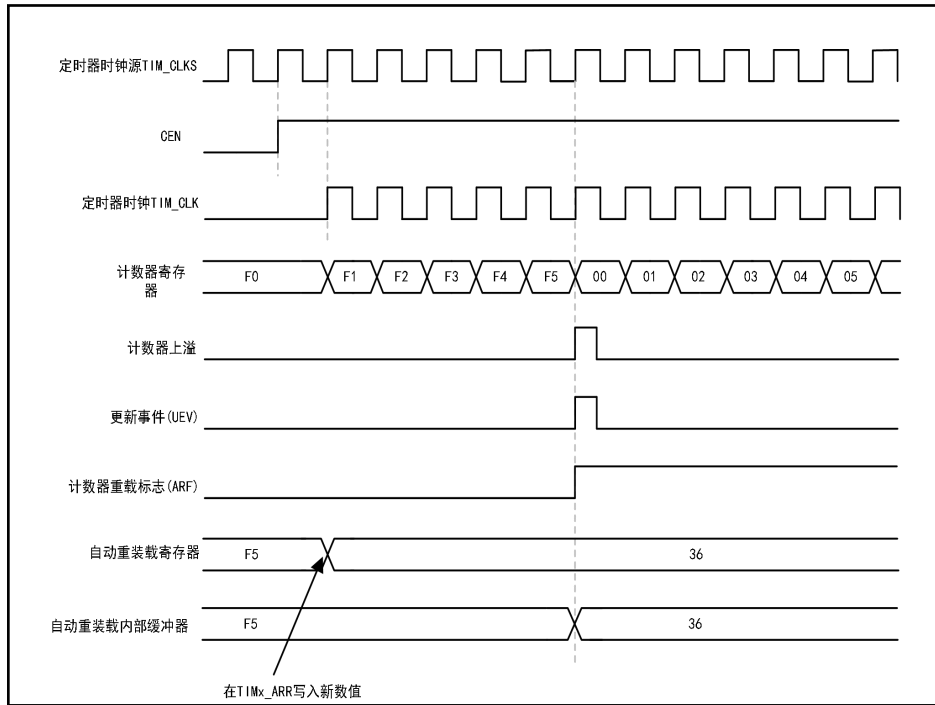 定时器时钟源TIM_CLKS
CEN
定时器时钟TIM_CLK
计数器寄存
器
F0 F1 F2 F3 F4 F5 00 01 02 03 04 05
计数器上溢
更新事件(UEV)
计数器重载标志(ARF)
自动重装载寄存器 F5 36
自动重装载内部缓冲器 F5 36
在TIMx_ARR写入新数值